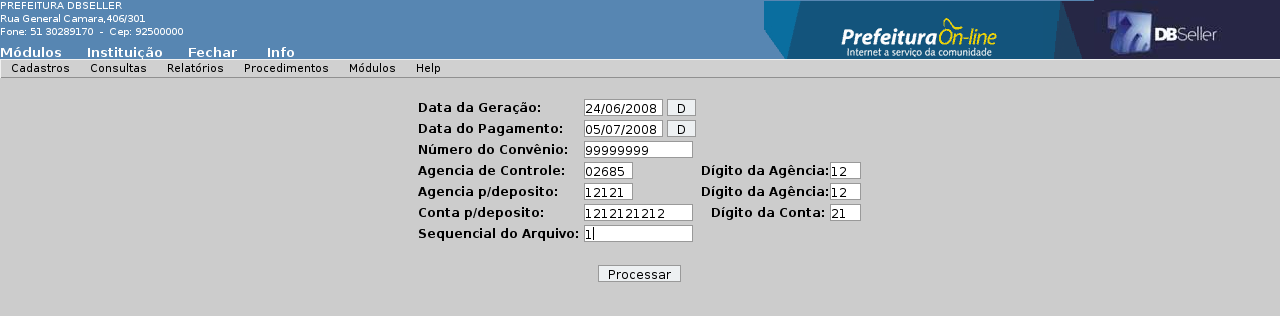 PREFEITURA DBSELLER
Rua General Camara,406/301
Fone: 51 30289170 - Cep: 92500000
Prefeitura On-line
Internet a serviço da comunidade
DBSeller
Módulos Instituição Fechar Info
Cadastros Consultas Relatórios Procedimentos Módulos Help
Data da Geração: 24/06/2008 D
Data do Pagamento: 05/07/2008 D
Número do Convênio: 99999999
Agencia de Controle: 02685 Dígito da Agência: 12
Agencia p/deposito: 12121 Dígito da Agência: 12
Conta p/deposito: 1212121212 Dígito da Conta: 21
Sequencial do Arquivo: 1
Processar